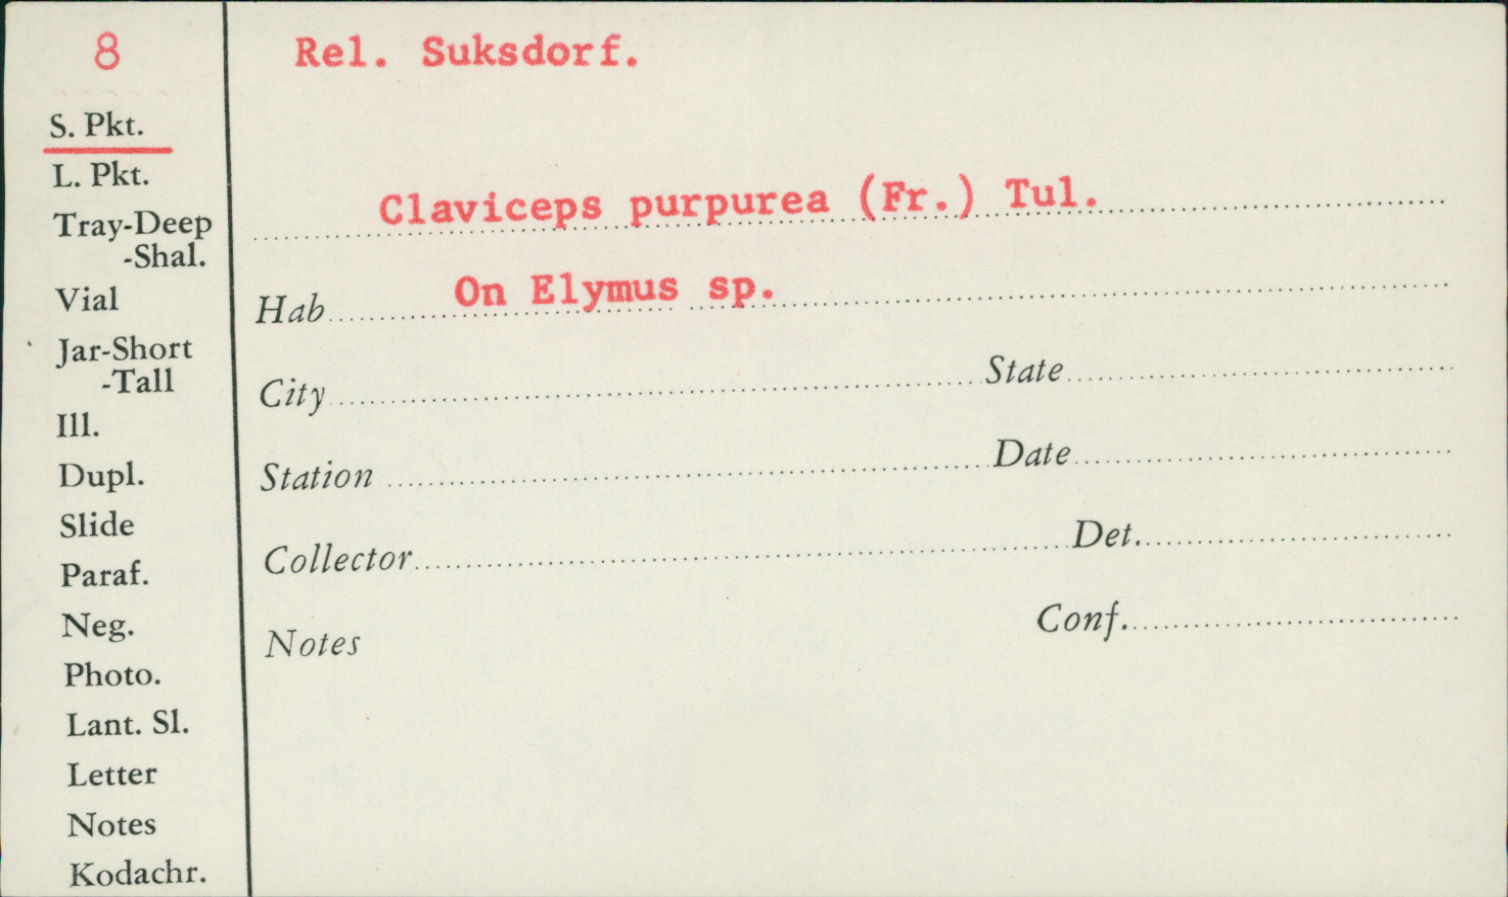 8
Rel. Suksdorf.
S. Pkt.
L. Pkt.
Tray-Deep
-Shal.
Vial
Jar-Short
-Tall
Ill.
Dupl.
Slide
Paraf.
Neg.
Photo.
Lant. Sl.
Letter
Notes
Kodachr.
Claviceps purpurea (Fr.) Tul.
Hab On Elymus sp.
City State
Station Date
Collector Det.
Notes Conf.